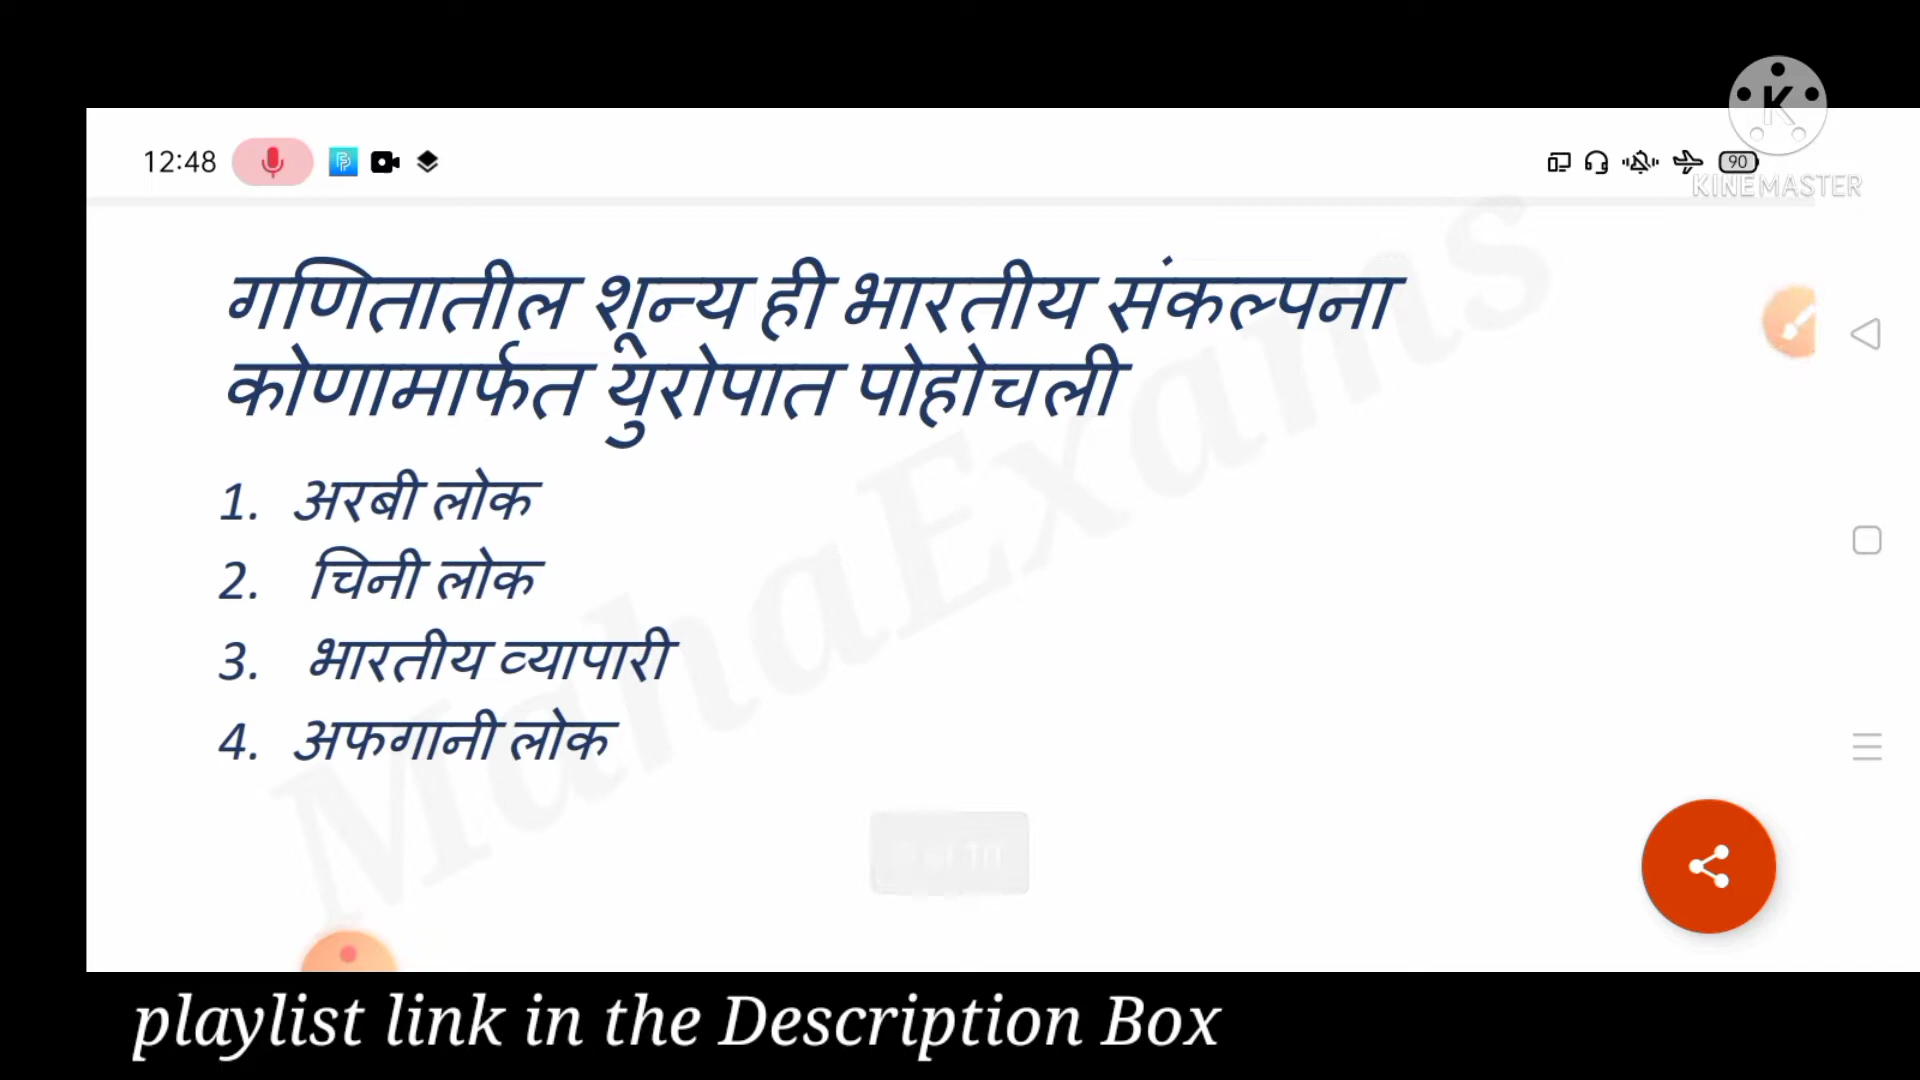 12:48
90
KINEMASTER
गणितातील शून्य ही भारतीय संकल्पना
कोणामार्फत युरोपात पोहोचली
1. अरबी लोक
2. चिनी लोक
3. भारतीय व्यापारी
4. अफगानी लोक
MahaExams
playlist link in the Description Box